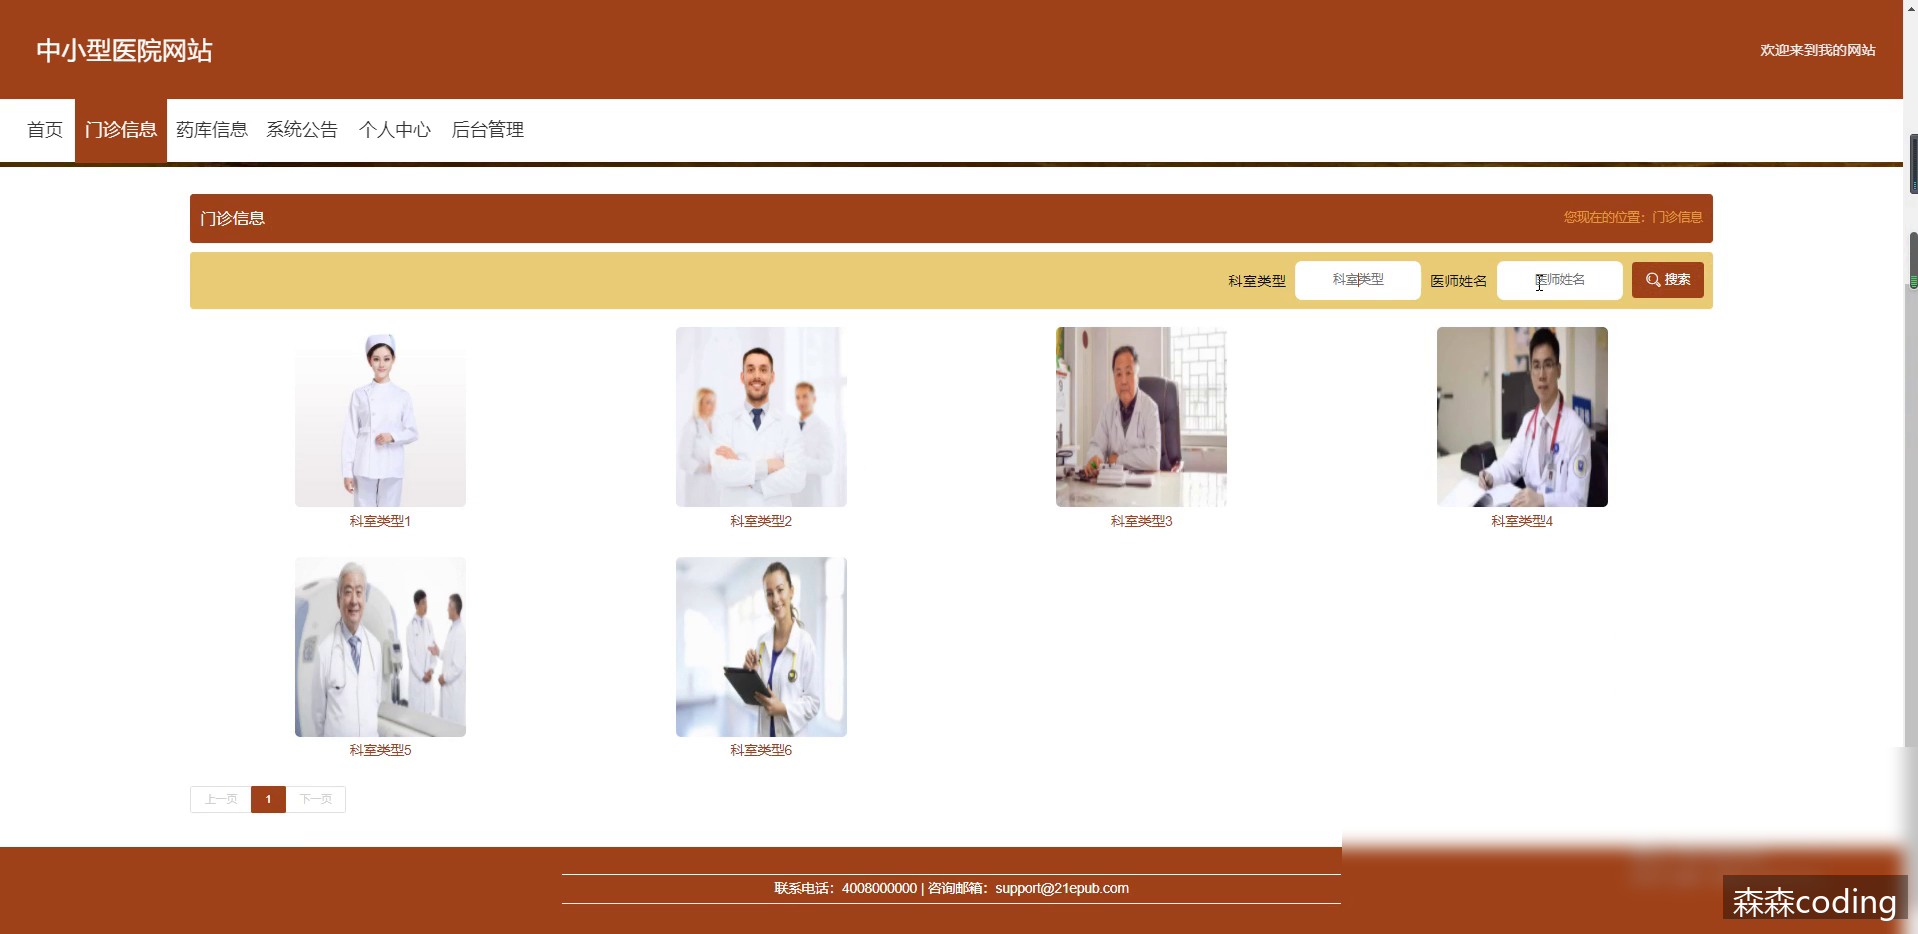 中小型医院网站
欢迎来到我的网站
首页 门诊信息 药库信息 系统公告 个人中心 后台管理
门诊信息
您现在的位置：门诊信息
科室类型 科室类型 医师姓名 医师姓名 搜索
科室类型1 科室类型2 科室类型3 科室类型4
科室类型5 科室类型6
上一页 1 下一页
联系电话：4008000000 | 咨询邮箱：support@21epub.com
森森coding